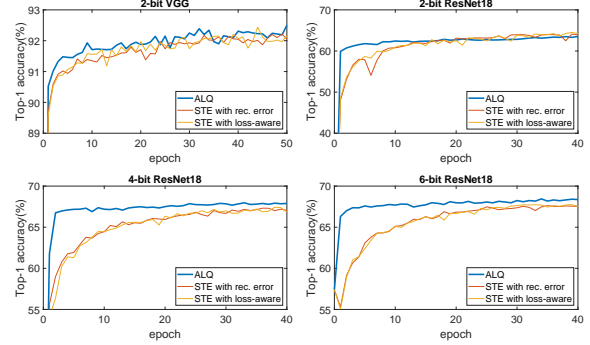 2-bit VGG
93
92
91
90
89
Top-1 accuracy(%)
0 10 20 30 40 50
epoch
ALQ
STE with rec. error
STE with loss-aware
2-bit ResNet18
70
60
50
40
Top-1 accuracy(%)
0 10 20 30 40
epoch
ALQ
STE with rec. error
STE with loss-aware
4-bit ResNet18
70
65
60
55
Top-1 accuracy(%)
0 10 20 30 40
epoch
ALQ
STE with rec. error
STE with loss-aware
6-bit ResNet18
70
65
60
55
Top-1 accuracy(%)
0 10 20 30 40
epoch
ALQ
STE with rec. error
STE with loss-aware